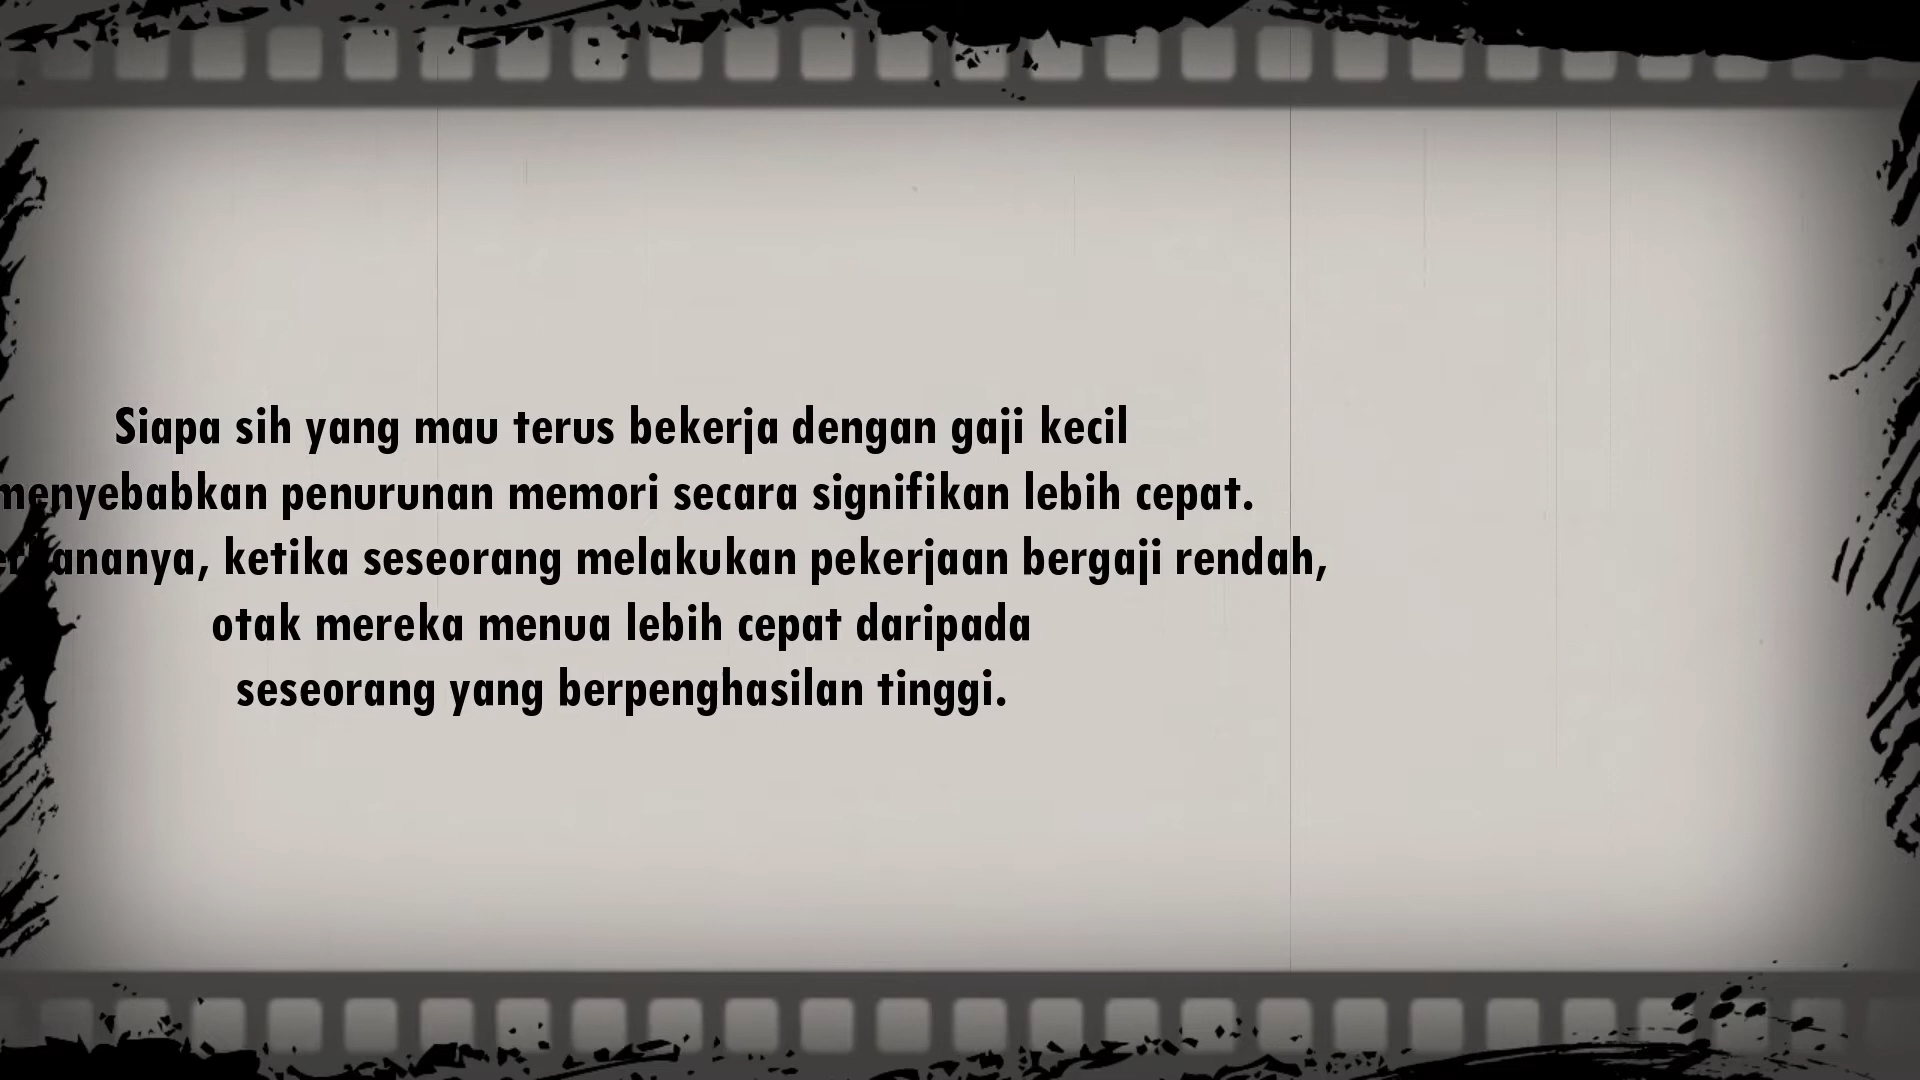 Siapa sih yang mau terus bekerja dengan gaji kecil
menyebabkan penurunan memori secara signifikan lebih cepat.
ketika seseorang melakukan pekerjaan bergaji rendah,
otak mereka menua lebih cepat daripada
seseorang yang berpenghasilan tinggi.